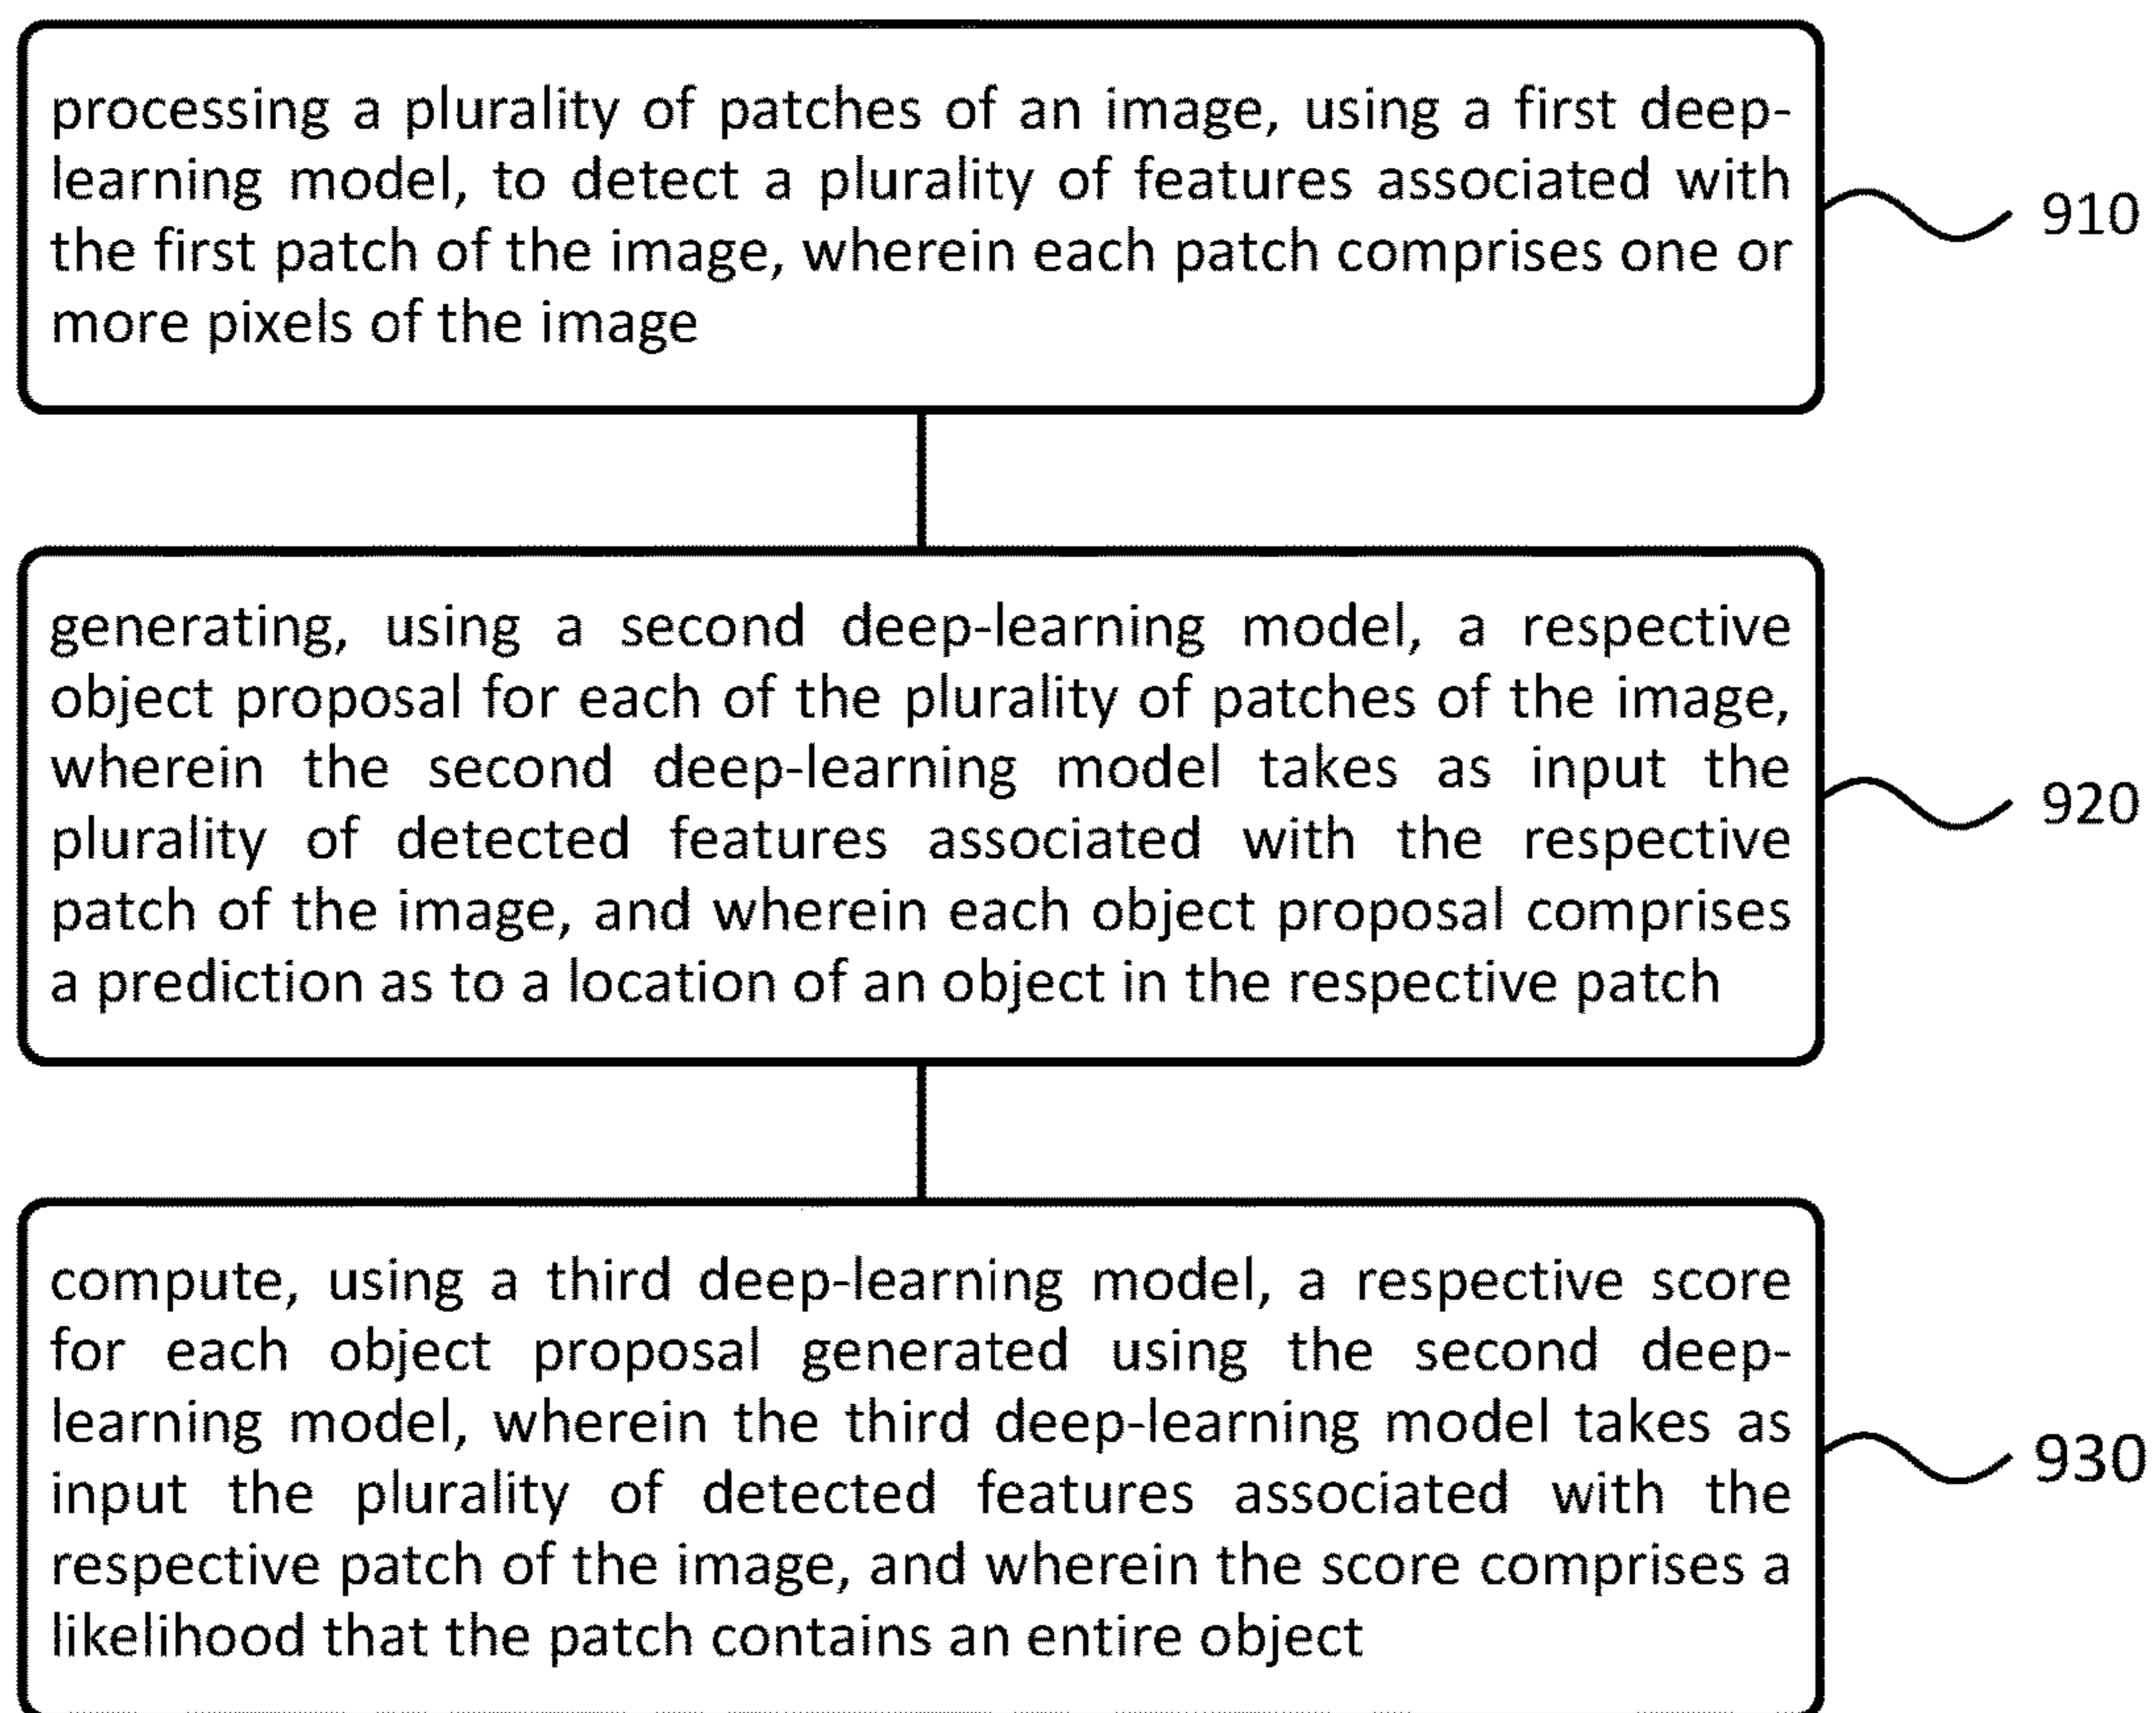 processing a plurality of patches of an image, using a first deep-
learning model, to detect a plurality of features associated with
the first patch of the image, wherein each patch comprises one or
more pixels of the image
910
generating, using a second deep-learning model, a respective
object proposal for each of the plurality of patches of the image,
wherein the second deep-learning model takes as input the
plurality of detected features associated with the respective
patch of the image, and wherein each object proposal comprises
a prediction as to a location of an object in the respective patch
920
compute, using a third deep-learning model, a respective score
for each object proposal generated using the second deep-
learning model, wherein the third deep-learning model takes as
input the plurality of detected features associated with the
respective patch of the image, and wherein the score comprises a
likelihood that the patch contains an entire object
930